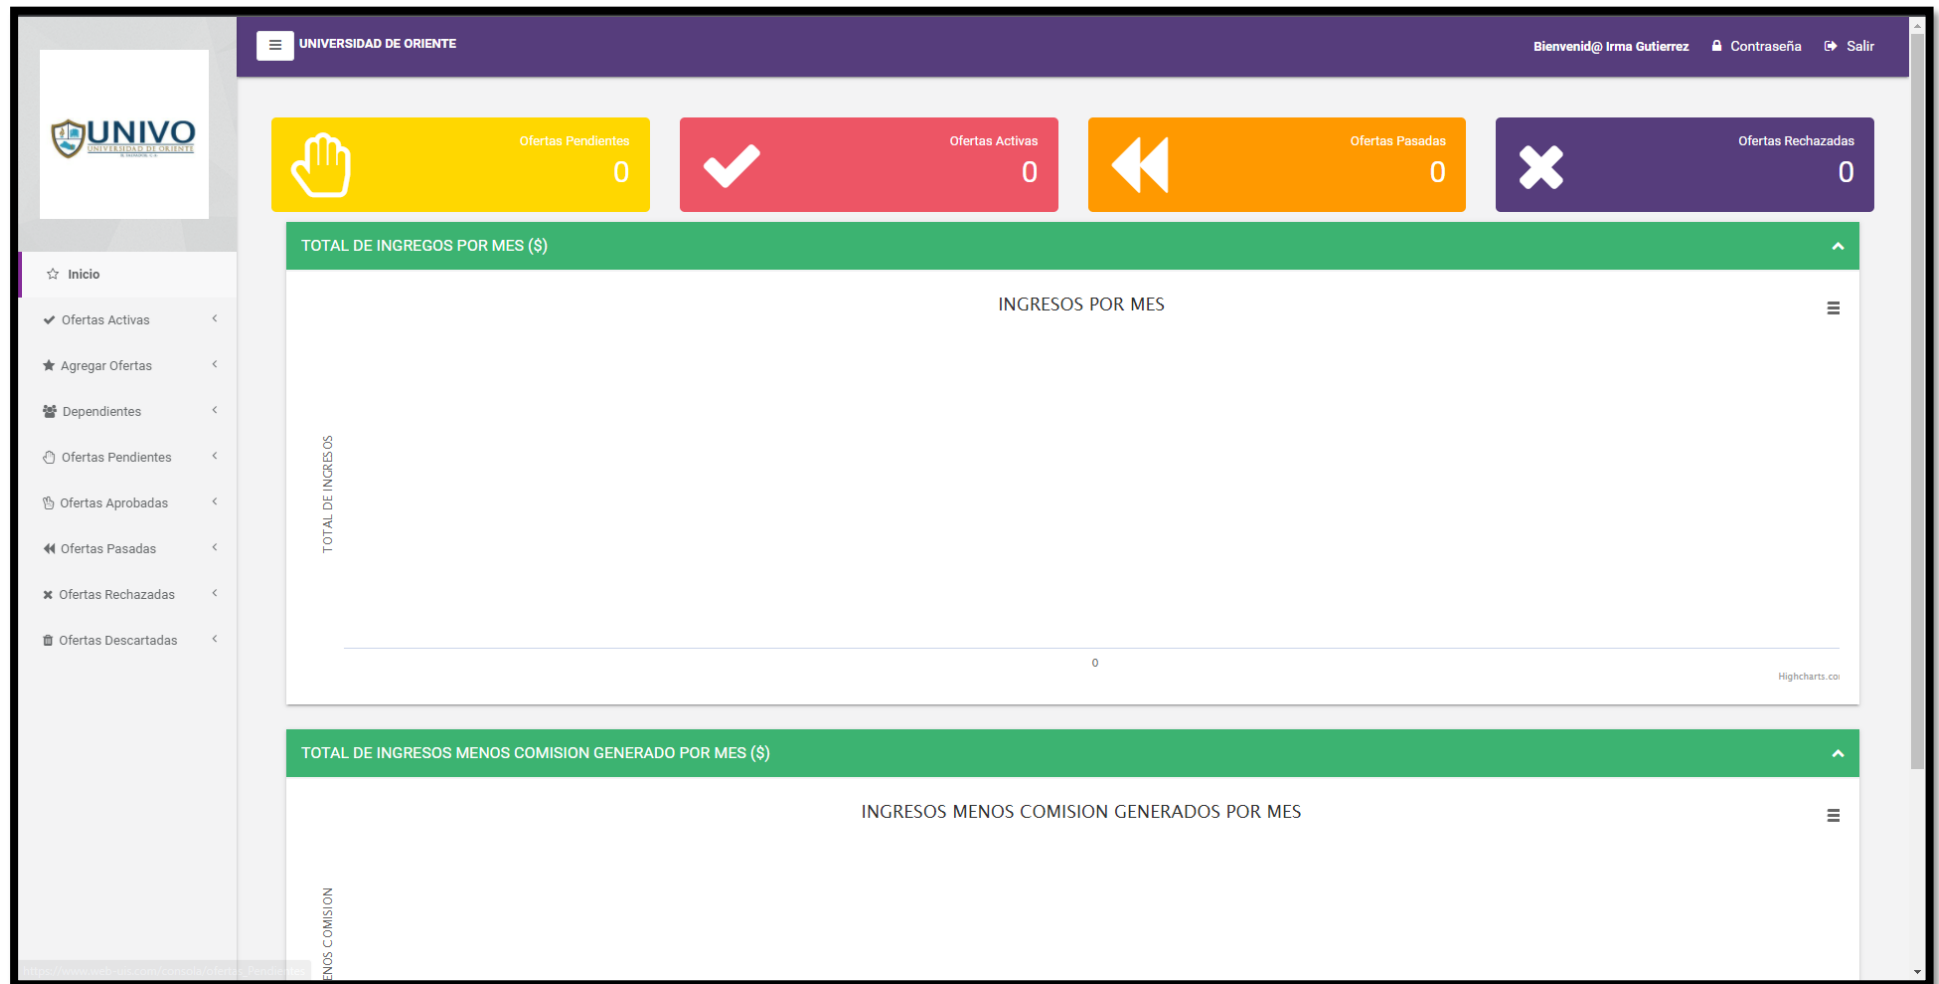 UNIVERSIDAD DE ORIENTE
Bienvenid@ Irma Gutierrez
Contraseña
Salir
UNIVO
UNIVERSIDAD DE ORIENTE
Inicio
Ofertas Activas
Agregar Ofertas
Dependientes
Ofertas Pendientes
Ofertas Aprobadas
Ofertas Pasadas
Ofertas Rechazadas
Ofertas Descartadas
Ofertas Pendientes
0
Ofertas Activas
0
Ofertas Pasadas
0
Ofertas Rechazadas
0
TOTAL DE INGREGOS POR MES ($)
INGRESOS POR MES
TOTAL DE INGRESOS
0
Highcharts.co
TOTAL DE INGRESOS MENOS COMISION GENERADO POR MES ($)
INGRESOS MENOS COMISION GENERADOS POR MES
ENOS COMISION